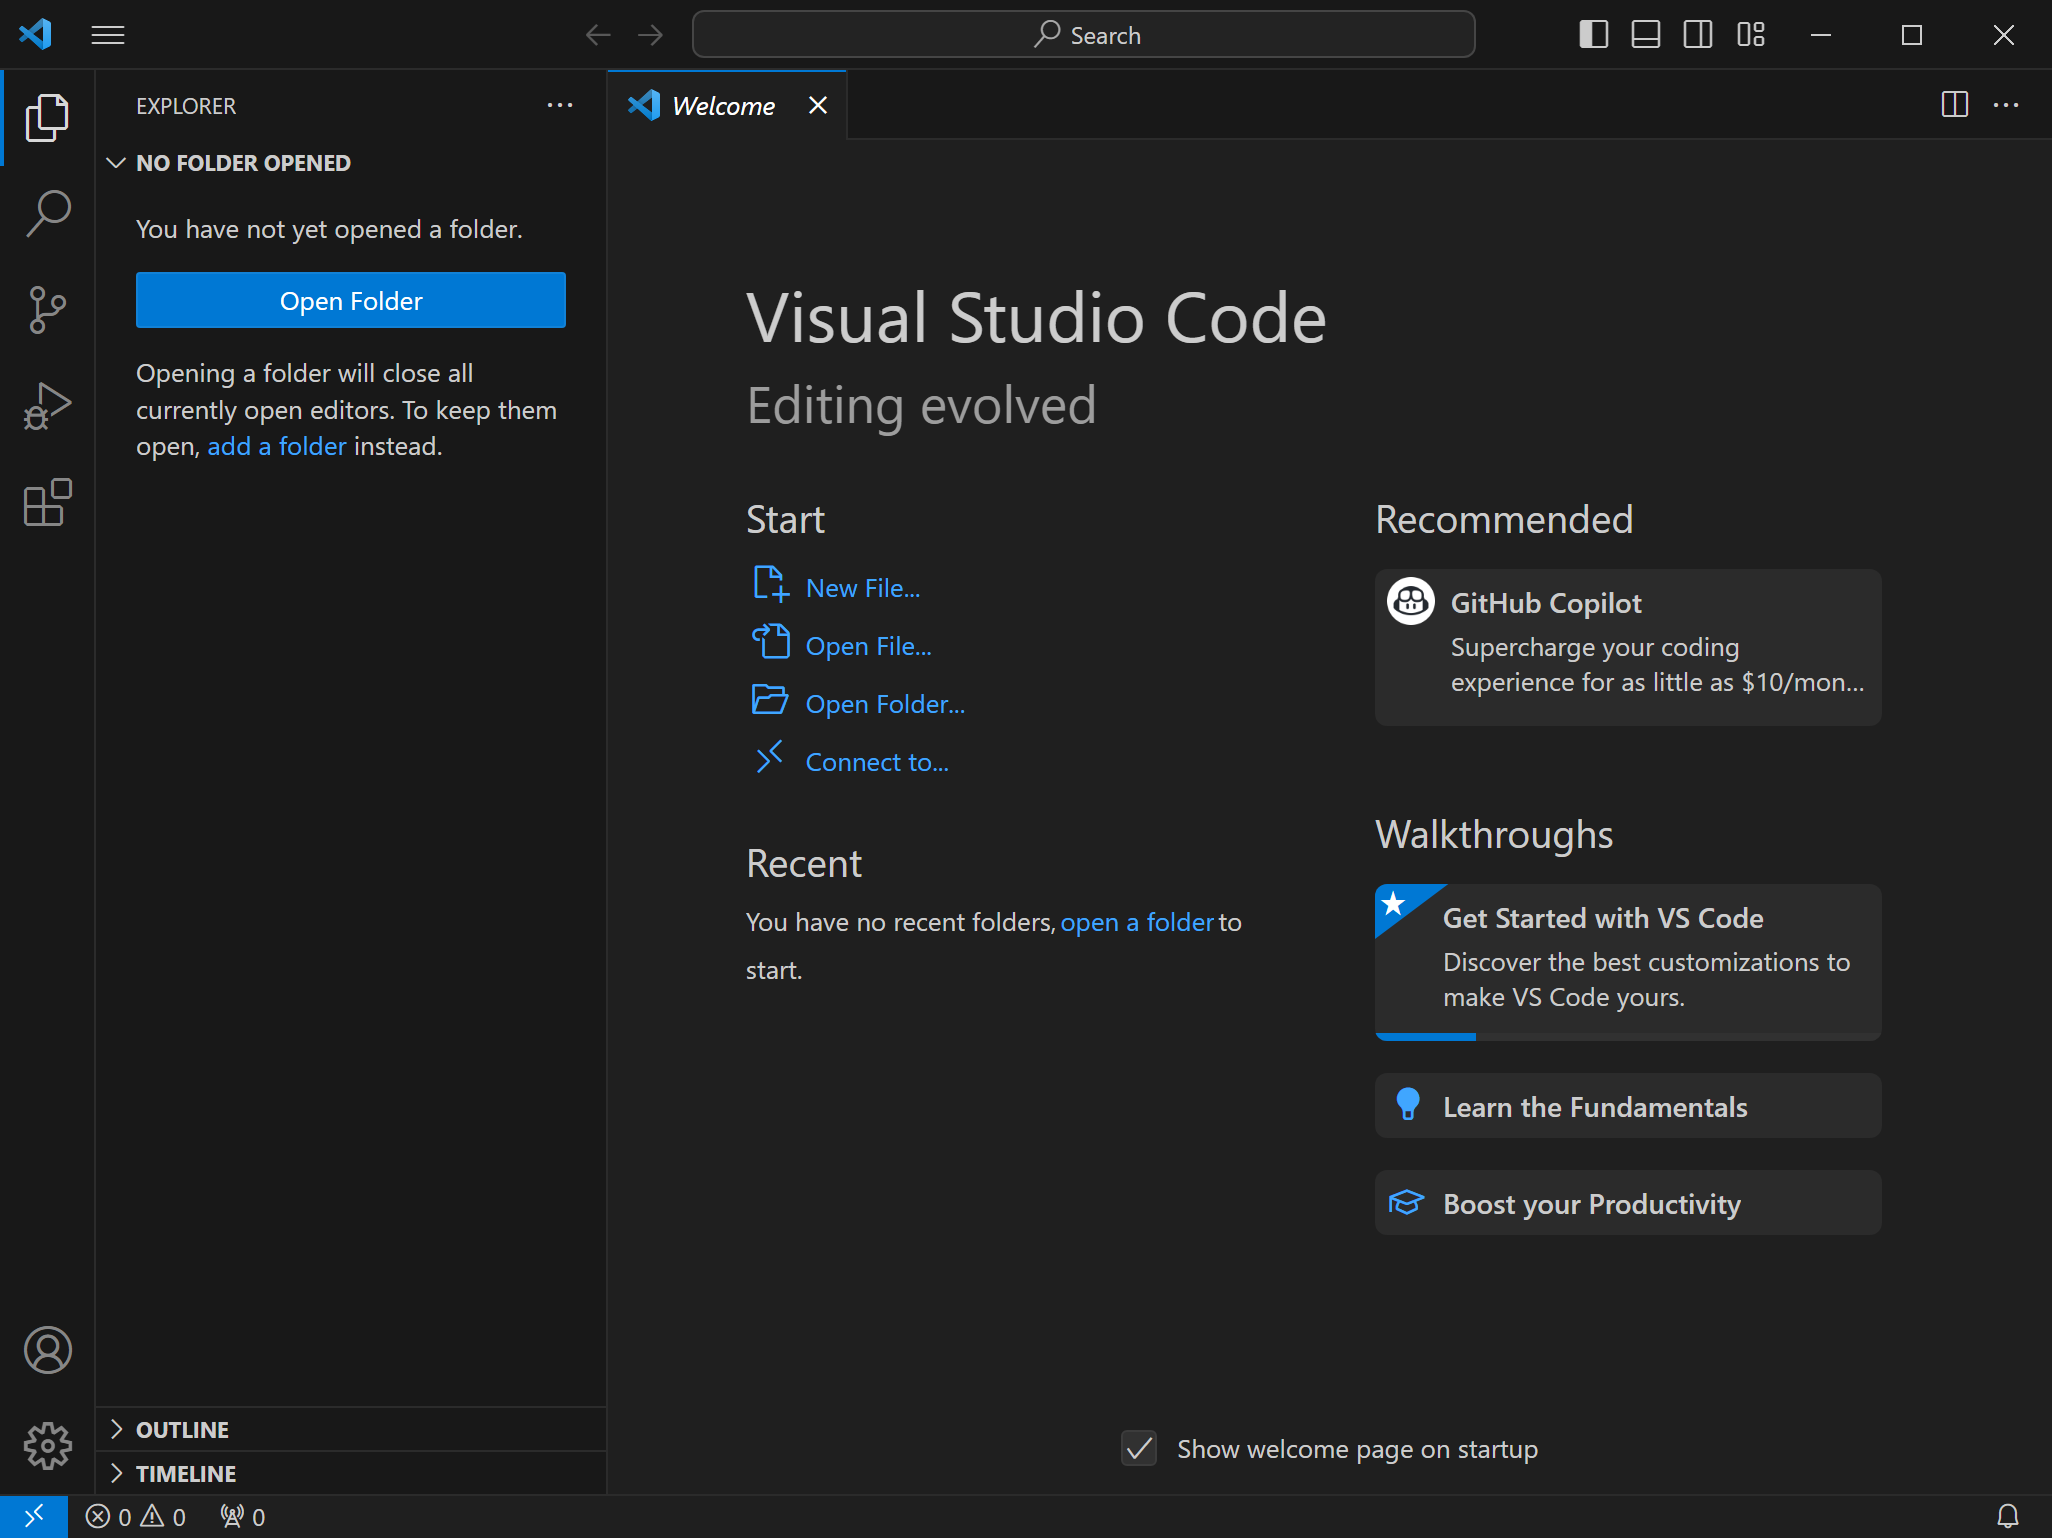 Search
EXPLORER
Welcome
NO FOLDER OPENED
You have not yet opened a folder.
Open Folder
Opening a folder will close all
currently open editors. To keep them
open, add a folder instead.
OUTLINE
TIMELINE
Visual Studio Code
Editing evolved
Start
New File...
Open File...
Open Folder...
Connect to...
Recent
You have no recent folders, open a folder to
start.
Recommended
GitHub Copilot
Supercharge your coding
experience for as little as $10/mon...
Walkthroughs
Get Started with VS Code
Discover the best customizations to
make VS Code yours.
Learn the Fundamentals
Boost your Productivity
Show welcome page on startup
0 0 0